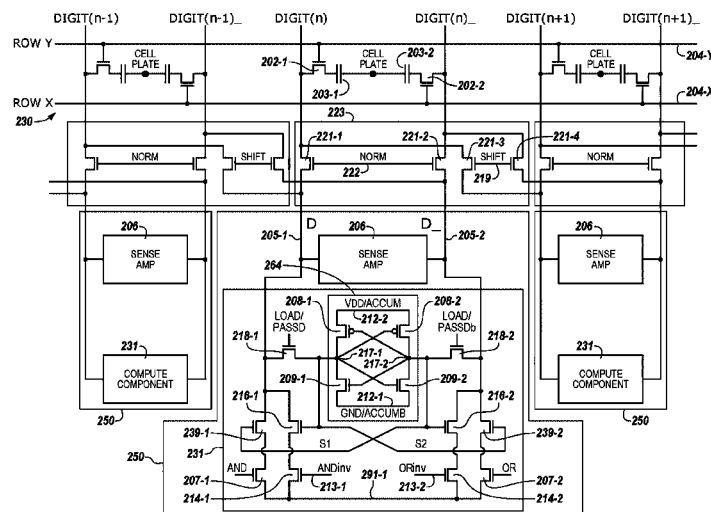 DIGIT(n-1) DIGIT(n-1)_ DIGIT(n) DIGIT(n)_ DIGIT(n+1) DIGIT(n+1)_
ROW Y
204-Y
CELL PLATE
CELL PLATE
203-2
CELL PLATE
202-1
203-1
202-2
ROW X
204-X
230
223
221-1 221-2 221-3 221-4
NORM SHIFT NORM SHIFT NORM
222 219
D D_
205-1 205-2
206 206 206
SENSE AMP
SENSE AMP
SENSE AMP
264
208-1 VDD/ACCUM 208-2
212-2
LOAD/PASSD
LOAD/PASSDb
218-1 217-1 217-2 218-2
231 231
COMPUTE COMPONENT
COMPUTE COMPONENT
209-1 212-1 209-2
GND/ACCUMB
250 250
216-1 216-2
250 231
S1 S2
239-1 239-2
AND ANDinv ORinv OR
207-1 213-1 291-1 213-2 207-2
214-1 214-2